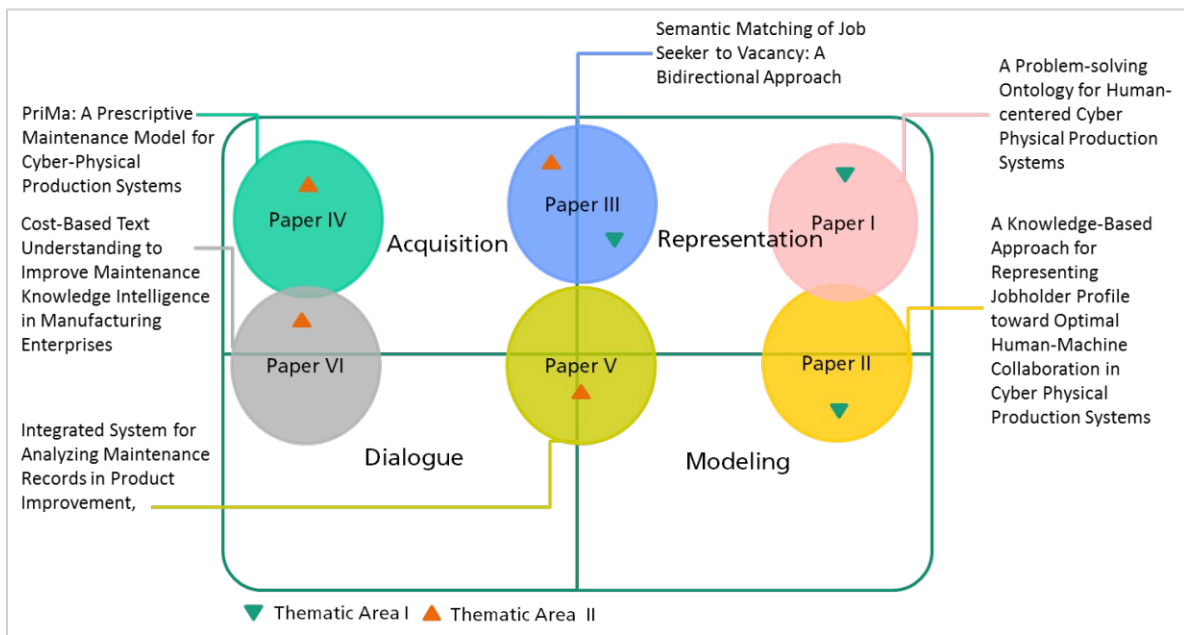 Semantic Matching of Job
Seeker to Vacancy: A
Bidirectional Approach
A Problem-solving
Ontology for Human-
centered Cyber
Physical Production
Systems
PriMa: A Prescriptive
Maintenance Model for
Cyber-Physical
Production Systems
Paper IV
Paper III
Paper I
Acquisition
Representation
Cost-Based Text
Understanding to
Improve Maintenance
Knowledge Intelligence
in Manufacturing
Enterprises
A Knowledge-Based
Approach for
Representing
Jobholder Profile
toward Optimal
Human-Machine
Collaboration in
Cyber Physical
Production Systems
Paper VI
Paper V
Paper II
Integrated System for
Analyzing Maintenance
Records in Product
Improvement,
Dialogue
Modeling
Thematic Area I
Thematic Area II